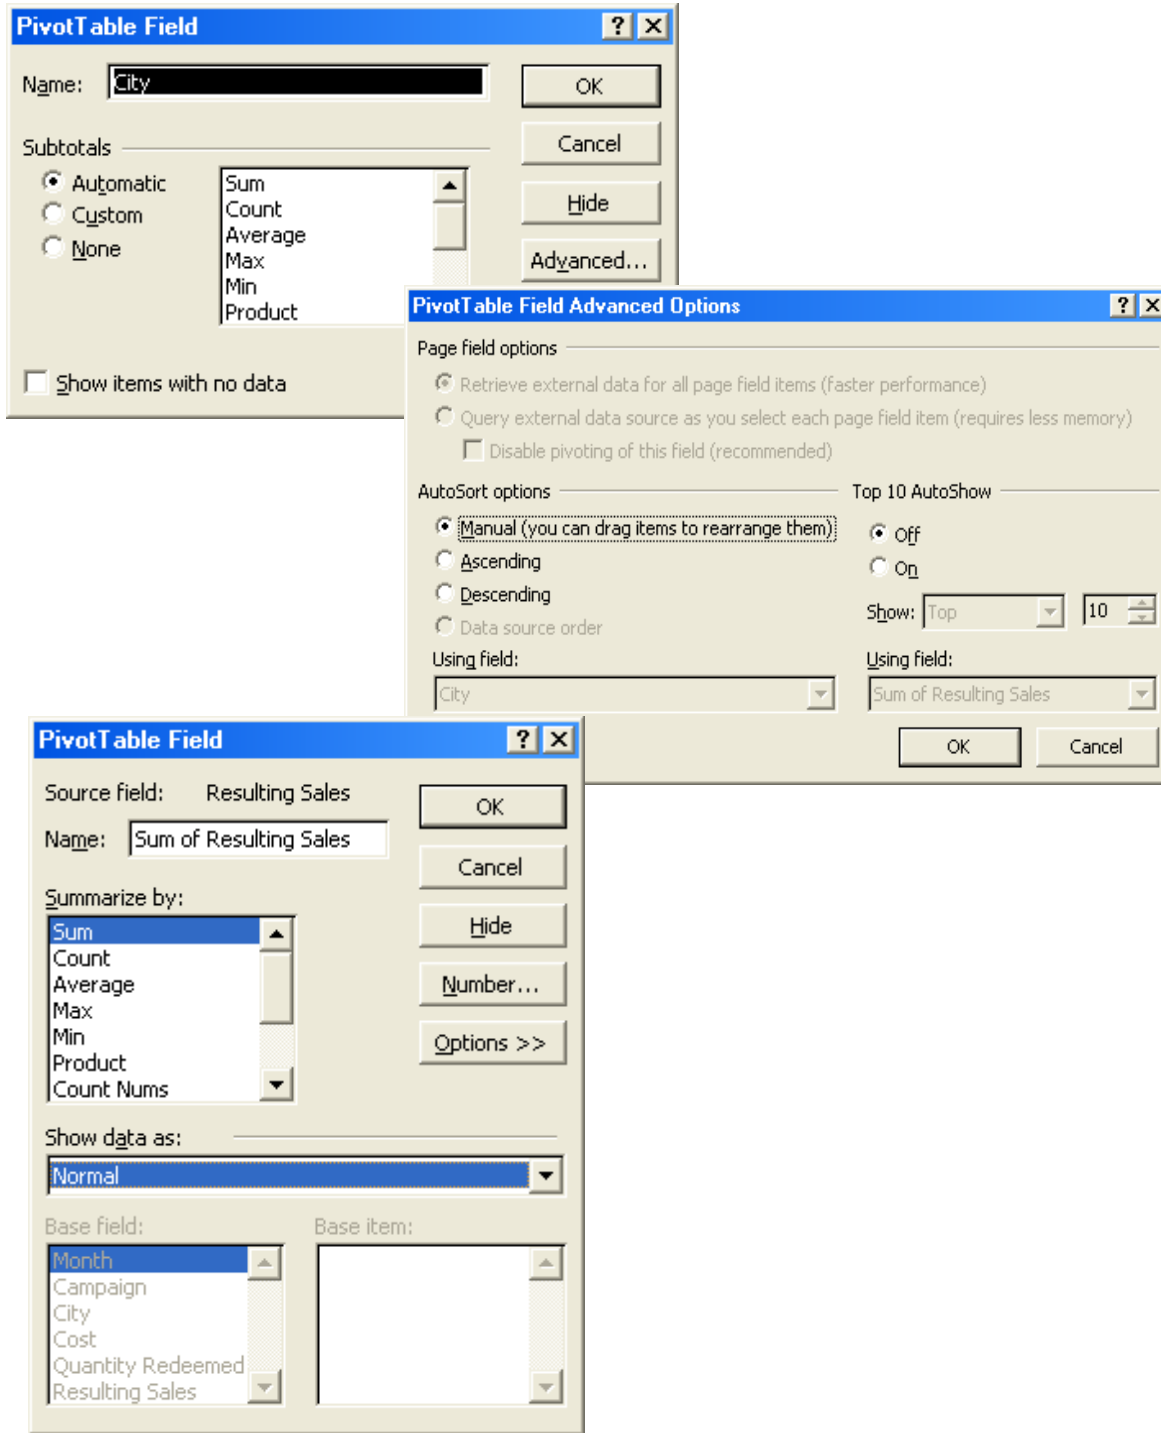 PivotTable Field
Name: City
OK
Cancel
Hide
Advanced...
Subtotals
Automatic
Custom
None
Sum
Count
Average
Max
Min
Product
Show items with no data
PivotTable Field Advanced Options
Page field options
Retrieve external data for all page field items (faster performance)
Query external data source as you select each page field item (requires less memory)
Disable pivoting of this field (recommended)
AutoSort options
Manual (you can drag items to rearrange them)
Ascending
Descending
Data source order
Using field:
City
Top 10 AutoShow
Off
On
Show: Top 10
Using field:
Sum of Resulting Sales
OK Cancel
PivotTable Field
Source field: Resulting Sales
Name: Sum of Resulting Sales
OK
Cancel
Hide
Number...
Options >>
Summarize by:
Sum
Count
Average
Max
Min
Product
Count Nums
Show data as:
Normal
Base field:
Month
Campaign
City
Cost
Quantity Redeemed
Resulting Sales
Base item: